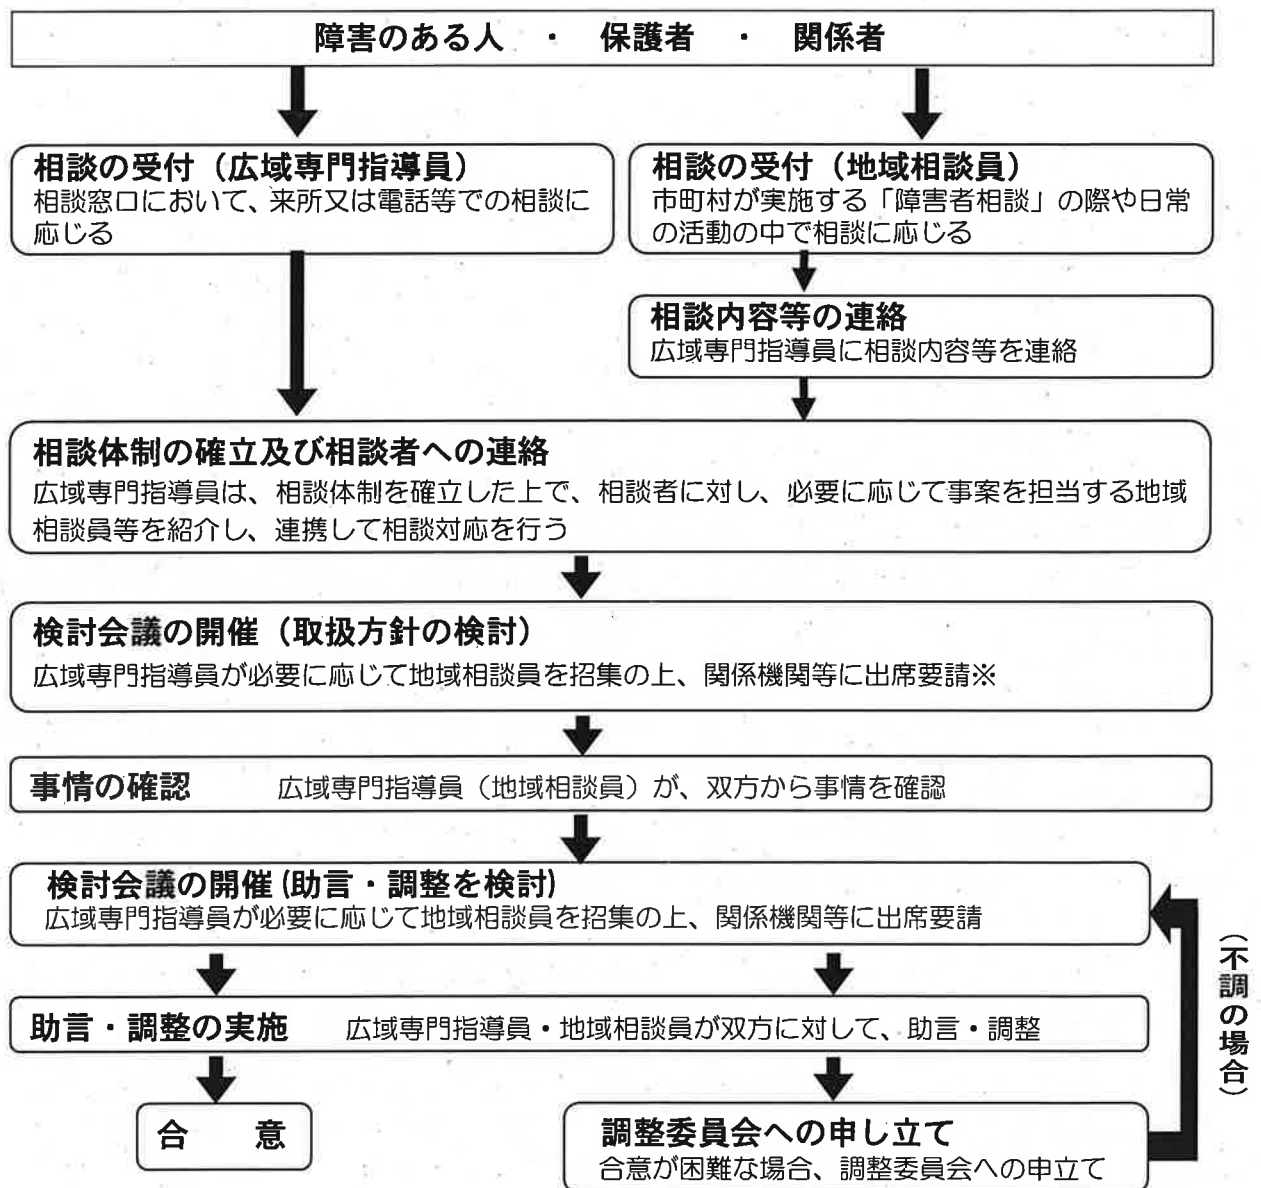 障害のある人 ・ 保護者 ・ 関係者
相談の受付（広域専門指導員）
相談窓口において、来所又は電話等での相談に
応じる
相談の受付（地域相談員）
市町村が実施する「障害者相談」の際や日常
の活動の中で相談に応じる
相談内容等の連絡
広域専門指導員に相談内容等を連絡
相談体制の確立及び相談者への連絡
広域専門指導員は、相談体制を確立した上で、相談者に対し、必要に応じて事案を担当する地域
相談員等を紹介し、連携して相談対応を行う
検討会議の開催（取扱方針の検討）
広域専門指導員が必要に応じて地域相談員を招集の上、関係機関等に出席要請※
事情の確認 広域専門指導員（地域相談員）が、双方から事情を確認
検討会議の開催(助言・調整を検討)
広域専門指導員が必要に応じて地域相談員を招集の上、関係機関等に出席要請
助言・調整の実施 広域専門指導員・地域相談員が双方に対して、助言・調整
合 意
調整委員会への申し立て
合意が困難な場合、調整委員会への申立て
（不調の場合）